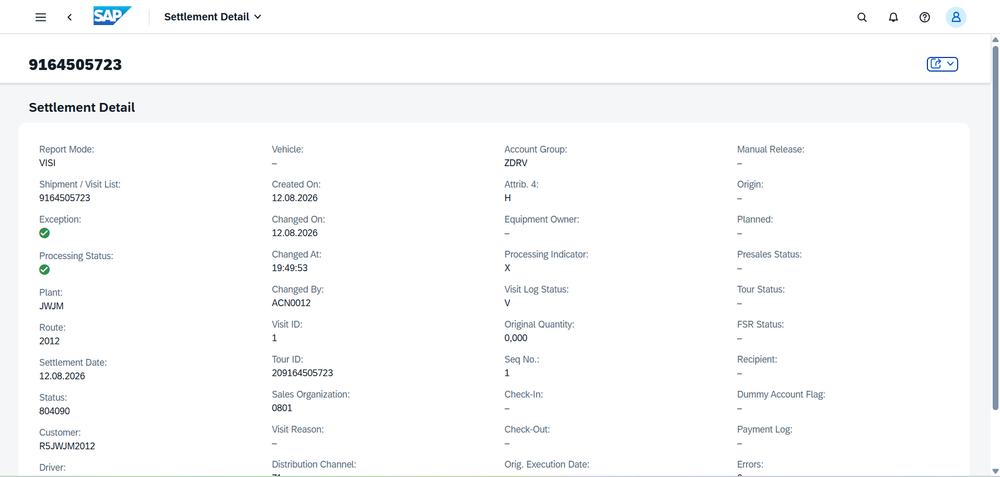 SAP
Settlement Detail
9164505723
Settlement Detail
Report Mode:
VISI
Shipment / Visit List:
9164505723
Exception:
Processing Status:
Plant:
JWJM
Route:
2012
Settlement Date:
12.08.2026
Status:
804090
Customer:
R5JWJM2012
Driver:
Vehicle:
–
Created On:
12.08.2026
Changed On:
12.08.2026
Changed At:
19:49:53
Changed By:
ACN0012
Visit ID:
1
Tour ID:
209164505723
Sales Organization:
0801
Visit Reason:
–
Distribution Channel:
Account Group:
ZDRV
Attrib. 4:
H
Equipment Owner:
–
Processing Indicator:
X
Visit Log Status:
V
Original Quantity:
0,000
Seq No.:
1
Check-In:
–
Check-Out:
–
Orig. Execution Date:
Manual Release:
–
Origin:
–
Planned:
–
Presales Status:
–
Tour Status:
–
FSR Status:
–
Recipient:
–
Dummy Account Flag:
–
Payment Log:
–
Errors: